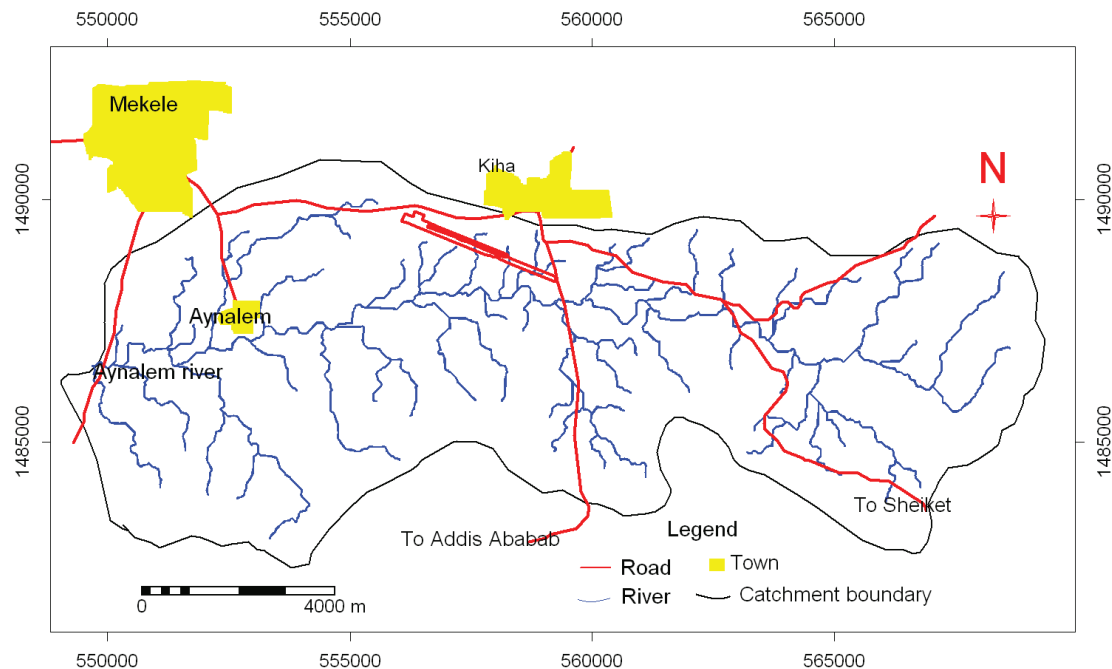 550000 555000 560000 565000
Mekele
Kiha
N
1490000 1490000
Aynalem
Aynalem river
1485000 1485000
To Sheiket
Legend
To Addis Ababab
Road Town
River Catchment boundary
0 4000 m
550000 555000 560000 565000